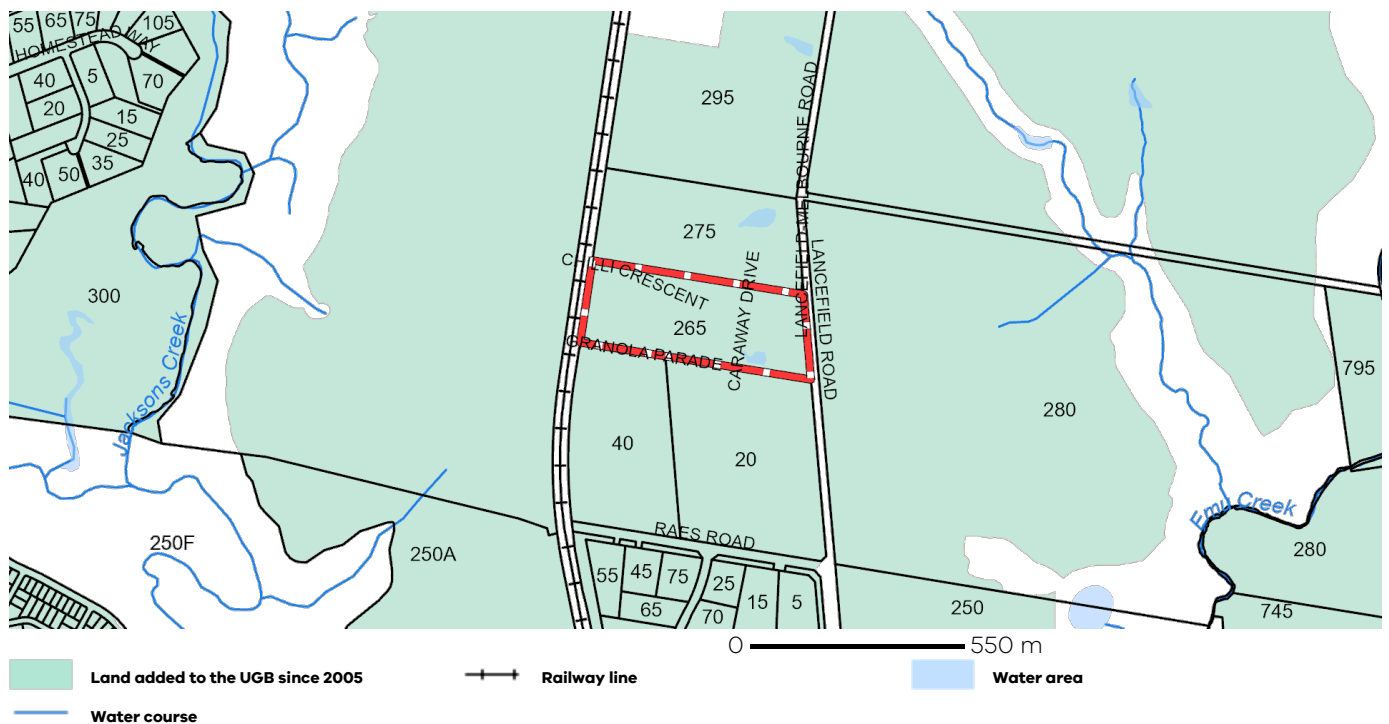 55
65
75
105
HOMESTEAD WAY
40
5
70
20
15
25
35
50
40
295
LANCEFIELD-MELBOURNE ROAD
275
LANCEFIELD ROAD
CARAWAY DRIVE
CRESCENT
265
GRANOLA PARADE
300
Jacksons Creek
280
795
40
20
RAES ROAD
Emu Creek
250F
250A
280
55
45
75
65
25
70
15
5
250
745
0 550 m
Land added to the UGB since 2005
Railway line
Water area
Water course